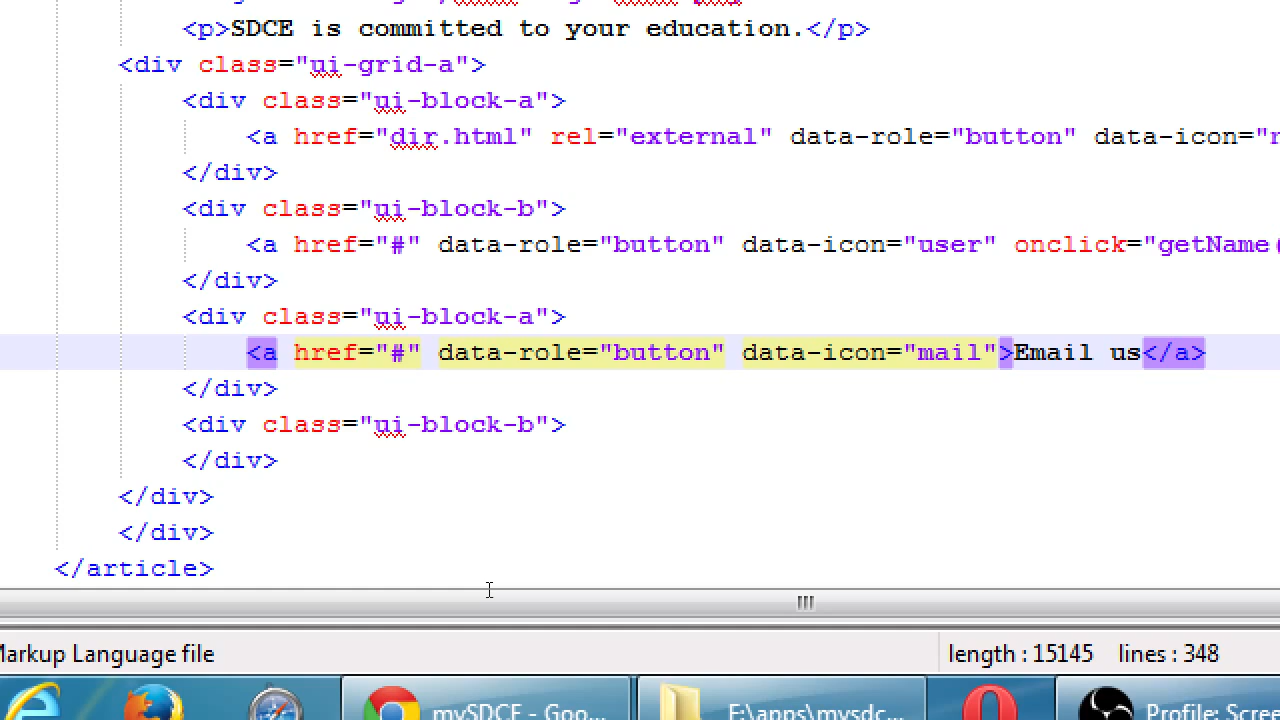 <p>SDCE is committed to your education.</p>
<div class="ui-grid-a">
<div class="ui-block-a">
<a href="dir.html" rel="external" data-role="button" data-icon="
</div>
<div class="ui-block-b">
<a href="#" data-role="button" data-icon="user" onclick="getName(
</div>
<div class="ui-block-a">
<a href="#" data-role="button" data-icon="mail">Email us</a>
</div>
<div class="ui-block-b">
</div>
</div>
</div>
</article>
Markup Language file length : 15145 lines : 348
mySDCE - Goo... F:\apps\mysdc... Profile: Scree